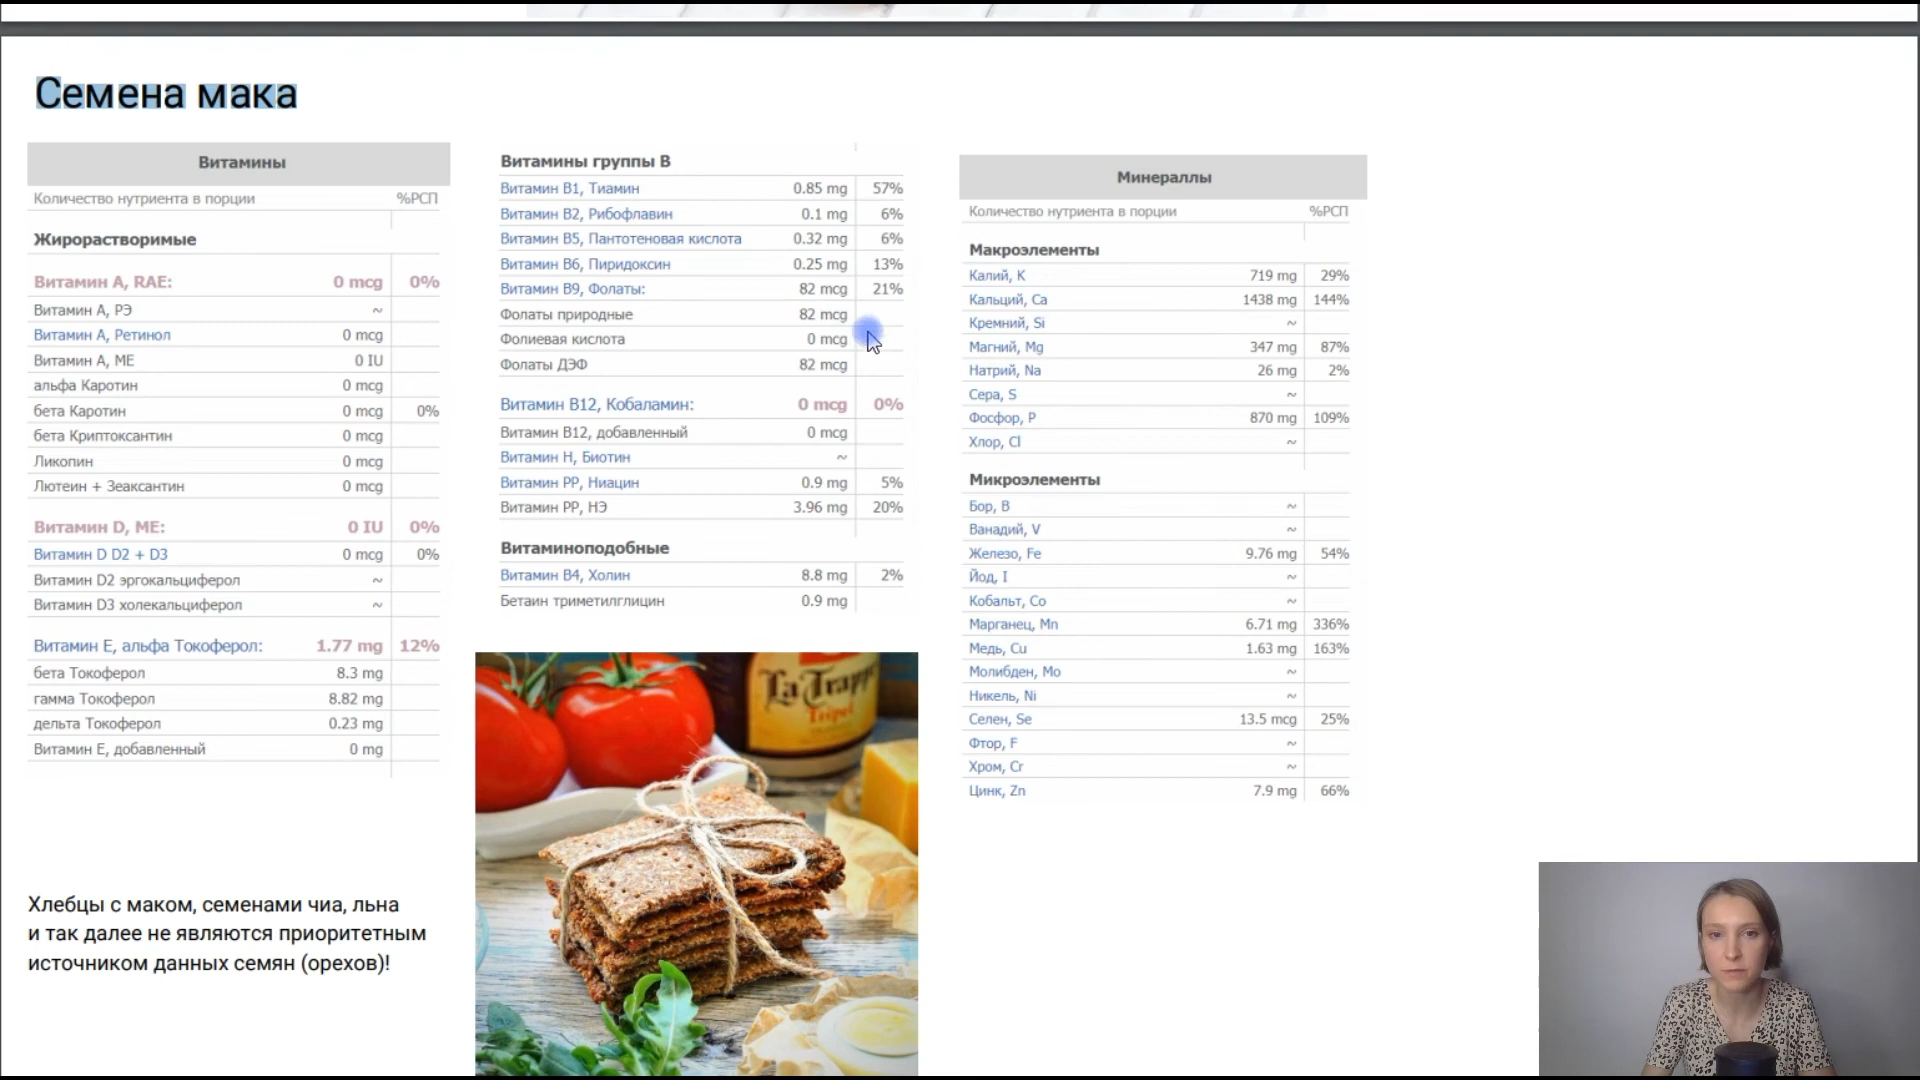 Семена мака
Витамины
Количество нутриента в порции %РСП
Жирорастворимые
Витамин А, RAE: 0 mcg 0%
Витамин А, РЭ ~
Витамин А, Ретинол 0 mcg
Витамин А, МЕ 0 IU
альфа Каротин 0 mcg
бета Каротин 0 mcg 0%
бета Криптоксантин 0 mcg
Ликопин 0 mcg
Лютеин + Зеаксантин 0 mcg
Витамин D, МЕ: 0 IU 0%
Витамин D D2 + D3 0 mcg 0%
Витамин D2 эргокальциферол ~
Витамин D3 холекальциферол ~
Витамин Е, альфа Токоферол: 1.77 mg 12%
бета Токоферол 8.3 mg
гамма Токоферол 8.82 mg
дельта Токоферол 0.23 mg
Витамин Е, добавленный 0 mg
Хлебцы с маком, семенами чиа, льна
и так далее не являются приоритетным
источником данных семян (орехов)!
Витамины группы В
Витамин В1, Тиамин 0.85 mg 57%
Витамин В2, Рибофлавин 0.1 mg 6%
Витамин В5, Пантотеновая кислота 0.32 mg 6%
Витамин В6, Пиридоксин 0.25 mg 13%
Витамин В9, Фолаты: 82 mcg 21%
Фолаты природные 82 mcg
Фолиевая кислота 0 mcg
Фолаты ДЭФ 82 mcg
Витамин В12, Кобаламин: 0 mcg 0%
Витамин В12, добавленный 0 mcg
Витамин Н, Биотин ~
Витамин РР, Ниацин 0.9 mg 5%
Витамин РР, НЭ 3.96 mg 20%
Витаминоподобные
Витамин В4, Холин 8.8 mg 2%
Бетаин триметилглицин 0.9 mg
La Trappe
Tripel
Минераллы
Количество нутриента в порции %РСП
Макроэлементы
Калий, К 719 mg 29%
Кальций, Са 1438 mg 144%
Кремний, Si ~
Магний, Mg 347 mg 87%
Натрий, Na 26 mg 2%
Сера, S ~
Фосфор, Р 870 mg 109%
Хлор, Cl ~
Микроэлементы
Бор, В ~
Ванадий, V ~
Железо, Fe 9.76 mg 54%
Йод, I ~
Кобальт, Co ~
Марганец, Mn 6.71 mg 336%
Медь, Cu 1.63 mg 163%
Молибден, Mo ~
Никель, Ni ~
Селен, Se 13.5 mcg 25%
Фтор, F ~
Хром, Cr ~
Цинк, Zn 7.9 mg 66%